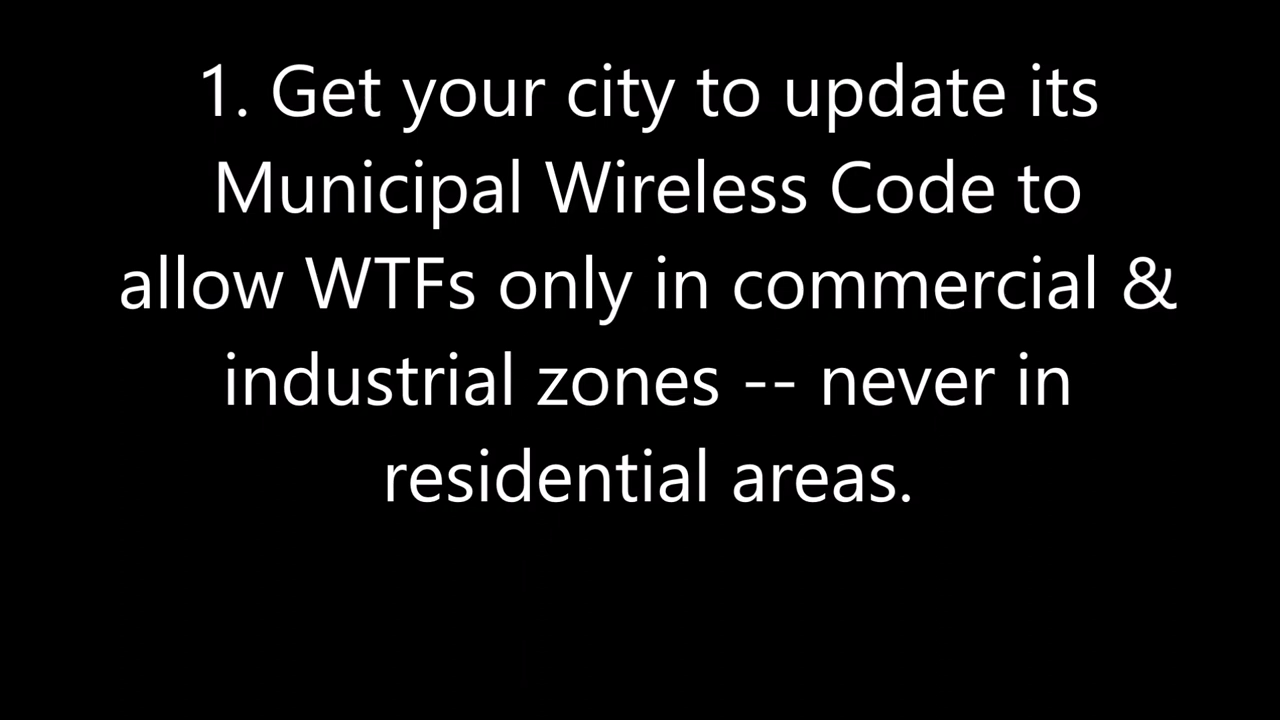 1. Get your city to update its
Municipal Wireless Code to
allow WTFs only in commercial &
industrial zones -- never in
residential areas.